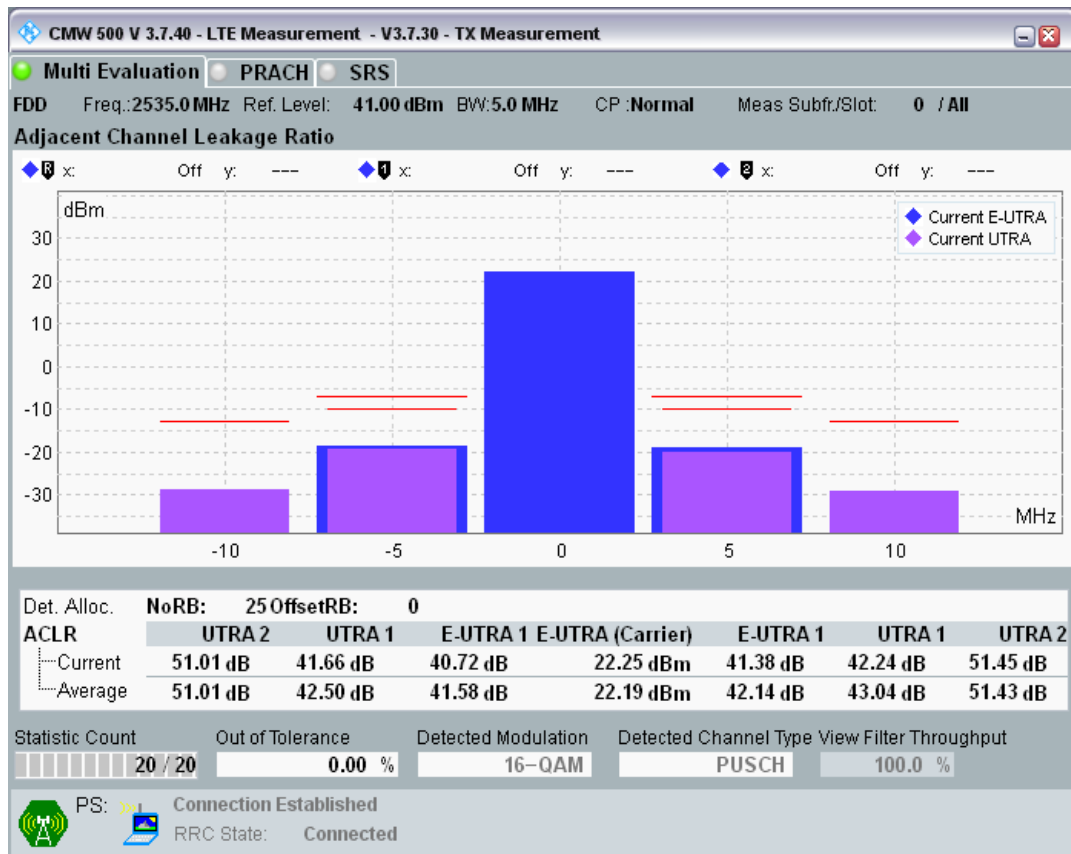 CMW 500 V 3.7.40 - LTE Measurement - V3.7.30 - TX Measurement
Multi Evaluation PRACH SRS
FDD Freq.:2535.0 MHz Ref. Level: 41.00 dBm BW:5.0 MHz CP :Normal Meas Subfr./Slot: 0 / All
Adjacent Channel Leakage Ratio
R x: Off y: --- 1 x: Off y: --- 2 x: Off y: ---
dBm
Current E-UTRA
Current UTRA
30
20
10
0
-10
-20
-30
MHz
-10 -5 0 5 10
Det. Alloc. NoRB: 25 OffsetRB: 0
ACLR UTRA 2 UTRA 1 E-UTRA 1 E-UTRA (Carrier) E-UTRA 1 UTRA 1 UTRA 2
Current 51.01 dB 41.66 dB 40.72 dB 22.25 dBm 41.38 dB 42.24 dB 51.45 dB
Average 51.01 dB 42.50 dB 41.58 dB 22.19 dBm 42.14 dB 43.04 dB 51.43 dB
Statistic Count Out of Tolerance Detected Modulation Detected Channel Type View Filter Throughput
20 / 20 0.00 % 16-QAM PUSCH 100.0 %
PS: Connection Established
RRC State: Connected